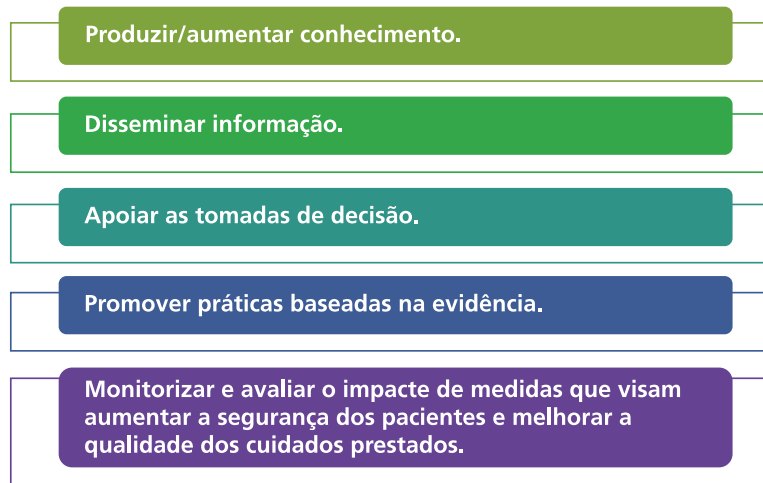 Produzir/aumentar conhecimento.
Disseminar informação.
Apoiar as tomadas de decisão.
Promover práticas baseadas na evidência.
Monitorizar e avaliar o impacte de medidas que visam
aumentar a segurança dos pacientes e melhorar a
qualidade dos cuidados prestados.